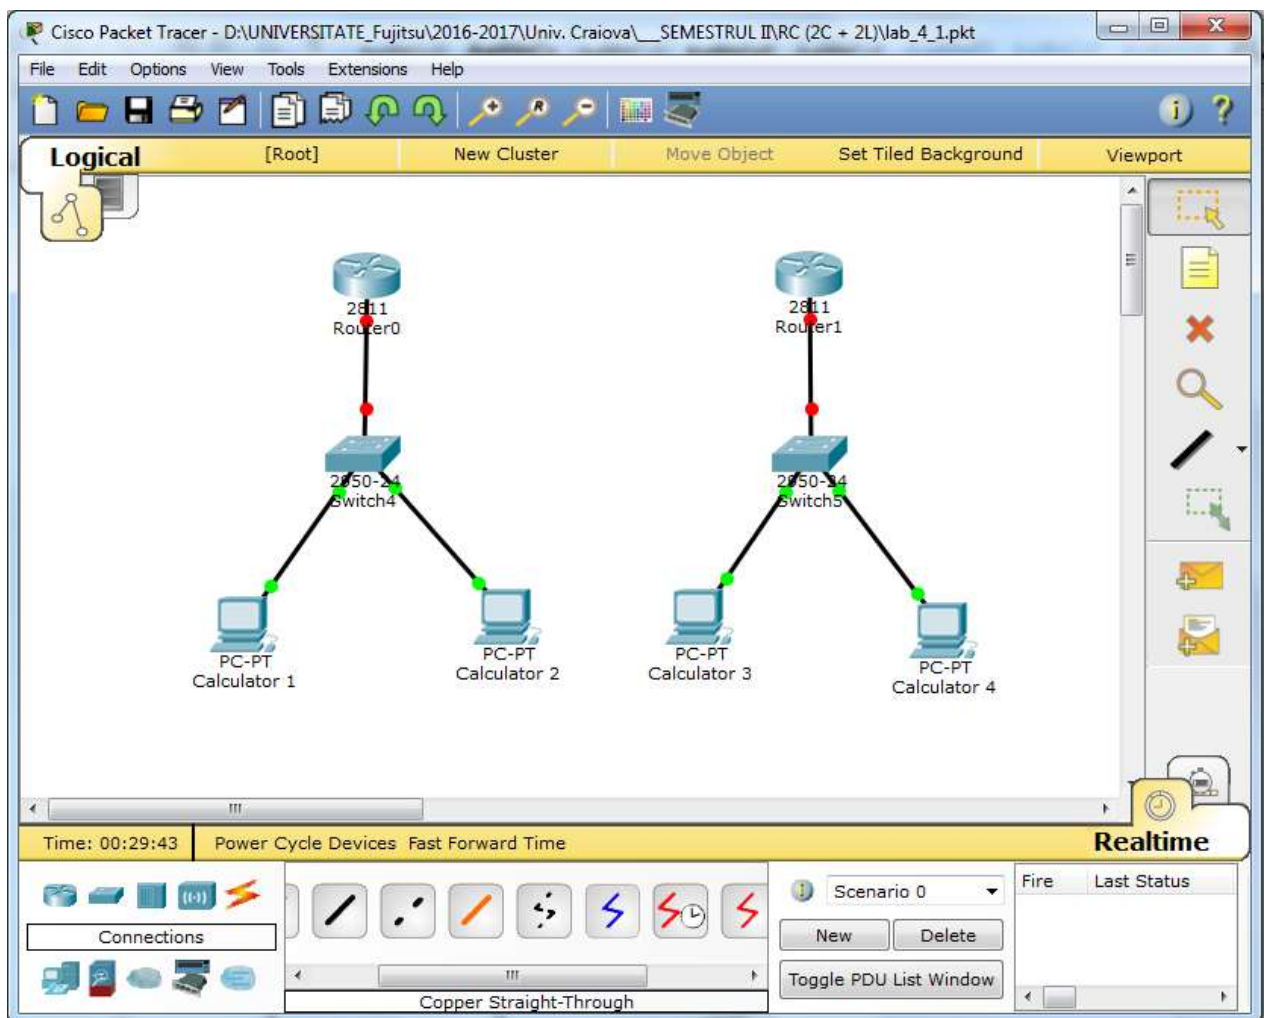 Cisco Packet Tracer - D:\UNIVERSITATE_Fujitsu\2016-2017\Univ. Craiova\__SEMESTRUL II\RC (2C + 2L)\lab_4_1.pkt
File Edit Options View Tools Extensions Help
Logical [Root] New Cluster Move Object Set Tiled Background Viewport
2811
Router0
2811
Router1
2950-24
Switch4
2950-24
Switch5
PC-PT
Calculator 1
PC-PT
Calculator 2
PC-PT
Calculator 3
PC-PT
Calculator 4
Time: 00:29:43 Power Cycle Devices Fast Forward Time Realtime
Connections
Copper Straight-Through
Scenario 0
New Delete
Toggle PDU List Window
Fire Last Status